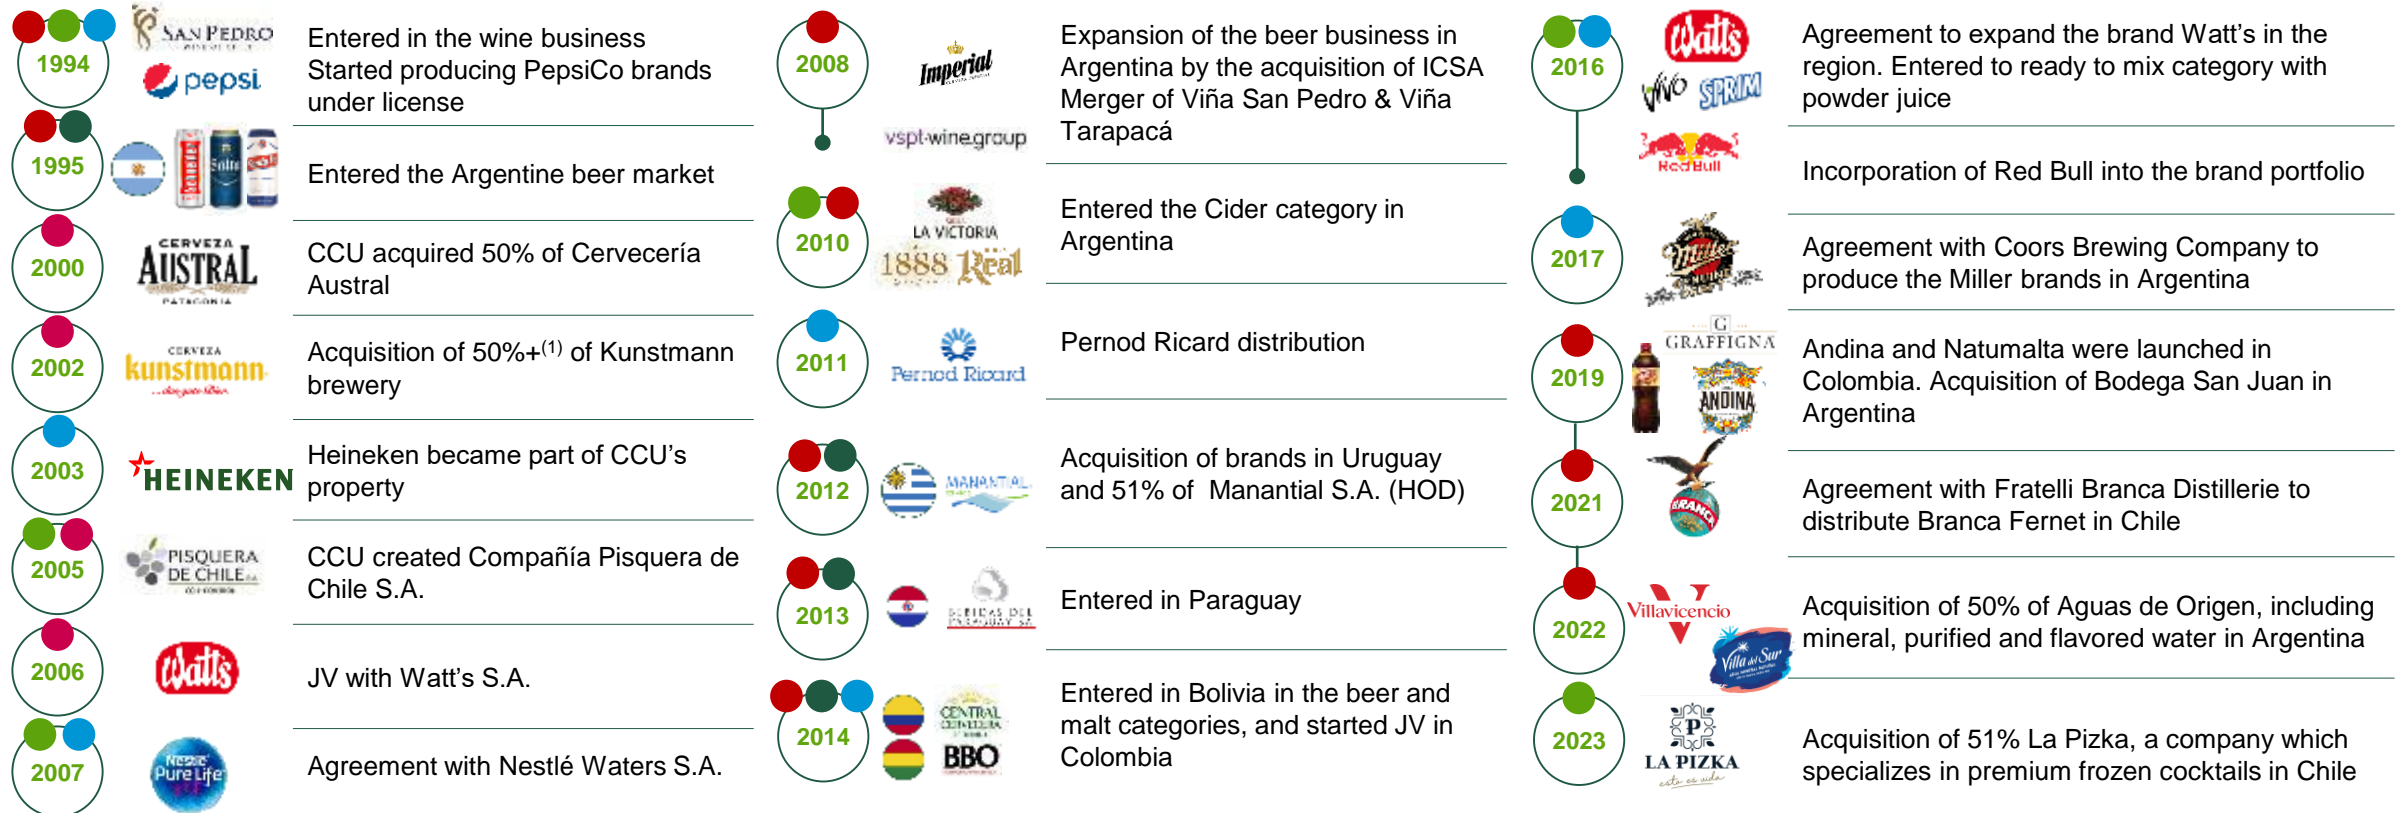 1994
SAN PEDRO
pepsi
Entered in the wine business
Started producing PepsiCo brands
under license
1995
Salta
Entered the Argentine beer market
2000
CERVEZA
AUSTRAL
PATAGONIA
CCU acquired 50% of Cervecería
Austral
2002
CERVEZA
kunstmann
Acquisition of 50%+(1) of Kunstmann
brewery
2003
HEINEKEN
Heineken became part of CCU’s
property
2005
PISQUERA
DE CHILE
CCU created Compañía Pisquera de
Chile S.A.
2006
Watt's
JV with Watt’s S.A.
2007
Nestlé
Pure Life
Agreement with Nestlé Waters S.A.
2008
Imperial
vspt-wine.group
Expansion of the beer business in
Argentina by the acquisition of ICSA
Merger of Viña San Pedro & Viña
Tarapacá
2010
LA VICTORIA
1888 Real
Entered the Cider category in
Argentina
2011
Pernod Ricard
Pernod Ricard distribution
2012
MANANTIAL
Acquisition of brands in Uruguay
and 51% of Manantial S.A. (HOD)
2013
BEBIDAS DEL
PARAGUAY SA
Entered in Paraguay
2014
CENTRAL
CERVECERA
BBO
Entered in Bolivia in the beer and
malt categories, and started JV in
Colombia
2016
Watt's
Vivo
SPRIM
Red Bull
Agreement to expand the brand Watt’s in the
region. Entered to ready to mix category with
powder juice
Incorporation of Red Bull into the brand portfolio
2017
Miller
Agreement with Coors Brewing Company to
produce the Miller brands in Argentina
2019
G
GRAFFIGNA
ANDINA
Andina and Natumalta were launched in
Colombia. Acquisition of Bodega San Juan in
Argentina
2021
BRANCA
Agreement with Fratelli Branca Distillerie to
distribute Branca Fernet in Chile
2022
Villavicencio
Villa del Sur
Acquisition of 50% of Aguas de Origen, including
mineral, purified and flavored water in Argentina
2023
P
LA PIZKA
esto es vida
Acquisition of 51% La Pizka, a company which
specializes in premium frozen cocktails in Chile